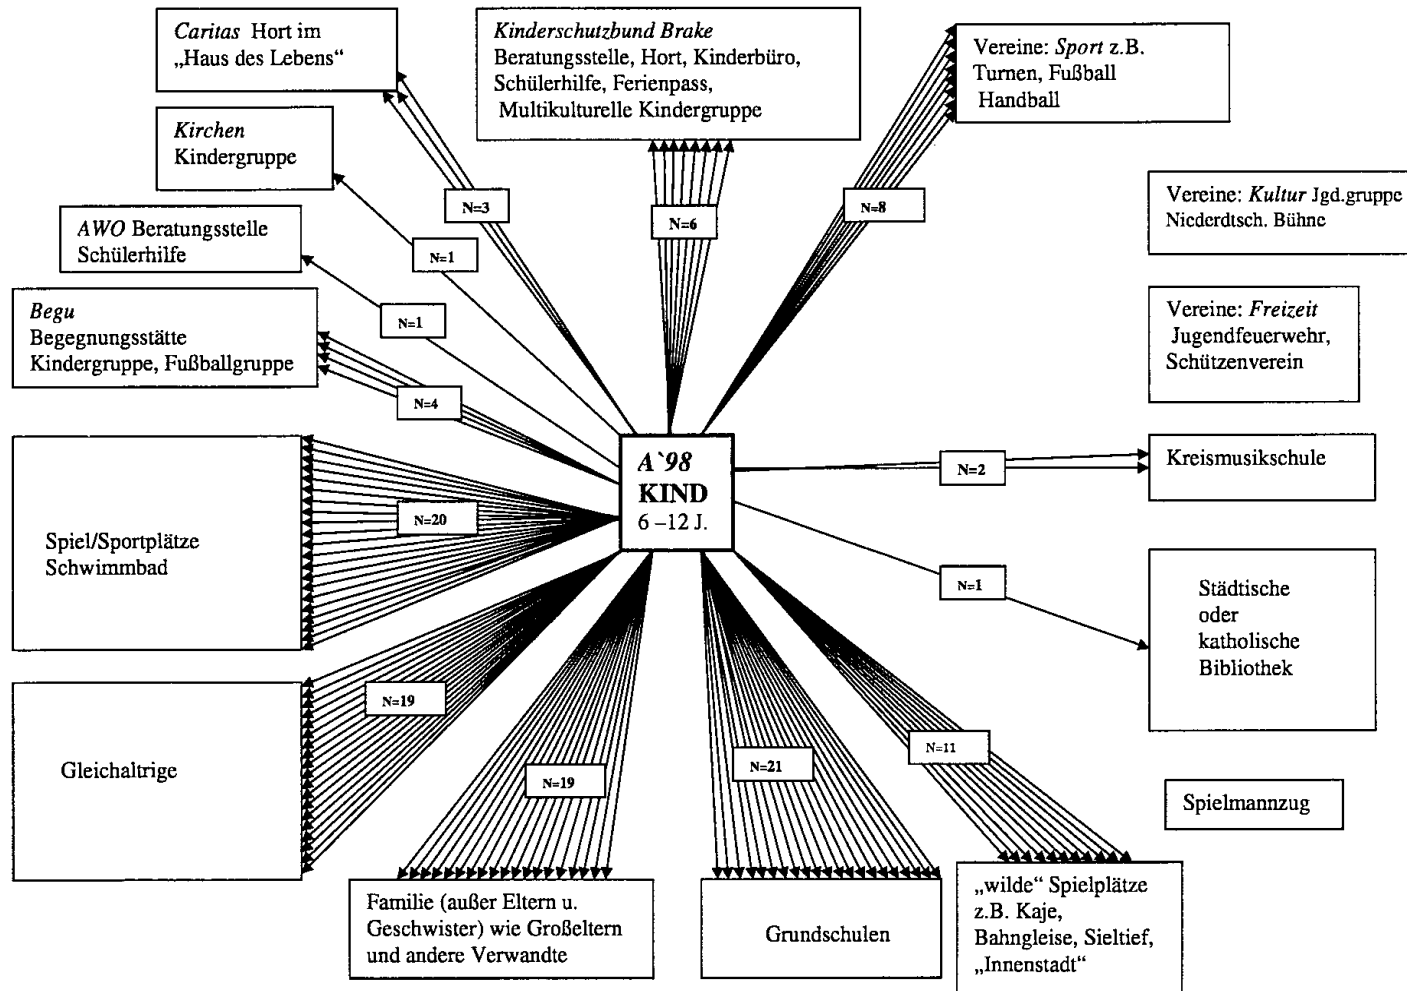 Caritas Hort im
„Haus des Lebens“
Kinderschutzbund Brake
Beratungsstelle, Hort, Kinderbüro,
Schülerhilfe, Ferienpass,
Multikulturelle Kindergruppe
Vereine: Sport z.B.
Turnen, Fußball
Handball
Kirchen
Kindergruppe
Vereine: Kultur Jgd.gruppe
Niederdtsch. Bühne
N=3
N=6
N=8
AWO Beratungsstelle
Schülerhilfe
N=1
Begu
Begegnungsstätte
Kindergruppe, Fußballgruppe
N=1
Vereine: Freizeit
Jugendfeuerwehr,
Schützenverein
N=4
A`98
KIND
6 –12 J.
N=2
Kreismusikschule
Spiel/Sportplätze
Schwimmbad
N=20
N=1
Städtische
oder
katholische
Bibliothek
Gleichaltrige
N=19
N=19
N=21
N=11
Spielmannzug
Familie (außer Eltern u.
Geschwister) wie Großeltern
und andere Verwandte
Grundschulen
„wilde“ Spielplätze
z.B. Kaje,
Bahngleise, Sieltief,
„Innenstadt“